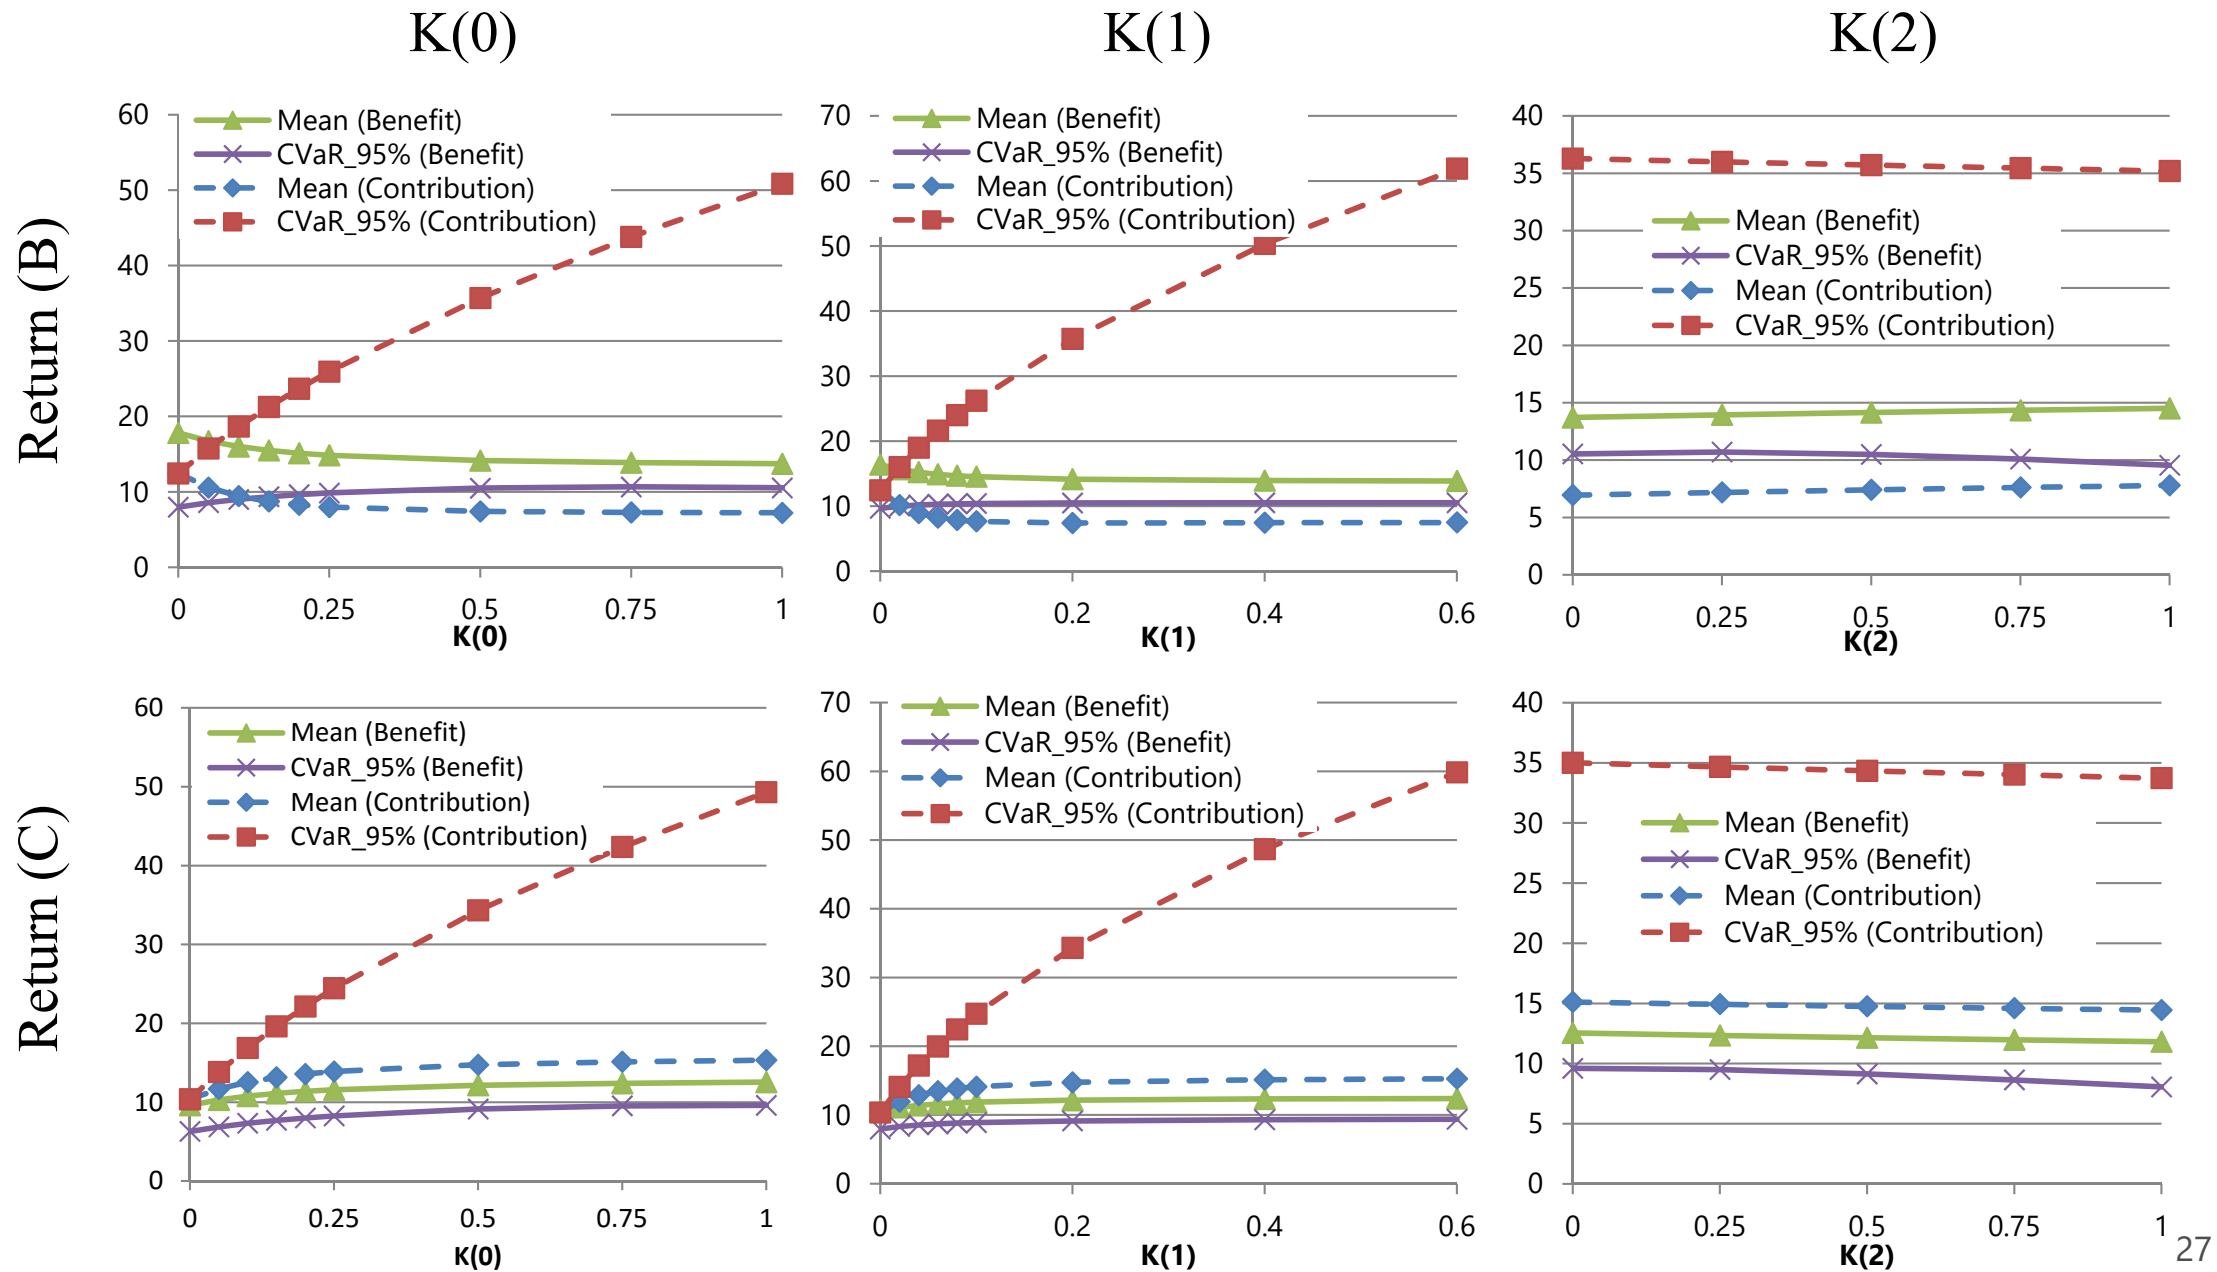 K(0) K(1) K(2)
Return (B)
60
50
40
30
20
10
0
Mean (Benefit)
CVaR_95% (Benefit)
Mean (Contribution)
CVaR_95% (Contribution)
0 0.25 0.5 0.75 1
K(0)
70
60
50
40
30
20
10
0
Mean (Benefit)
CVaR_95% (Benefit)
Mean (Contribution)
CVaR_95% (Contribution)
0 0.2 0.4 0.6
K(1)
40
35
30
25
20
15
10
5
0
Mean (Benefit)
CVaR_95% (Benefit)
Mean (Contribution)
CVaR_95% (Contribution)
0 0.25 0.5 0.75 1
K(2)
Return (C)
60
50
40
30
20
10
0
Mean (Benefit)
CVaR_95% (Benefit)
Mean (Contribution)
CVaR_95% (Contribution)
0 0.25 0.5 0.75 1
K(0)
70
60
50
40
30
20
10
0
Mean (Benefit)
CVaR_95% (Benefit)
Mean (Contribution)
CVaR_95% (Contribution)
0 0.2 0.4 0.6
K(1)
40
35
30
25
20
15
10
5
0
Mean (Benefit)
CVaR_95% (Benefit)
Mean (Contribution)
CVaR_95% (Contribution)
0 0.25 0.5 0.75 1
K(2)
27